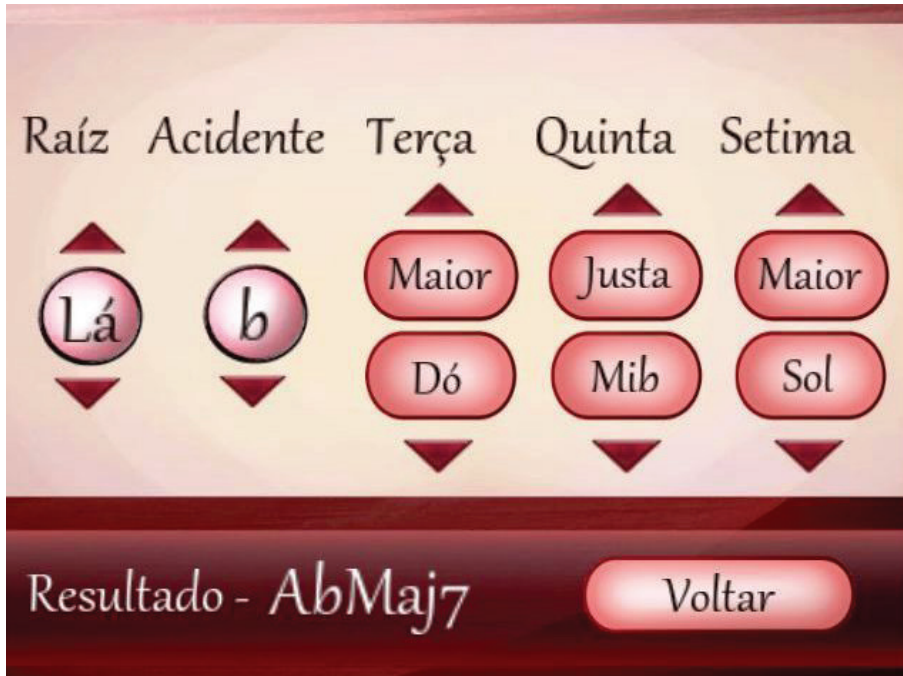 Raíz Acidente Terça Quinta Setima
Lá b Maior Justa Maior
Dó Mib Sol
Resultado - AbMaj7 Voltar